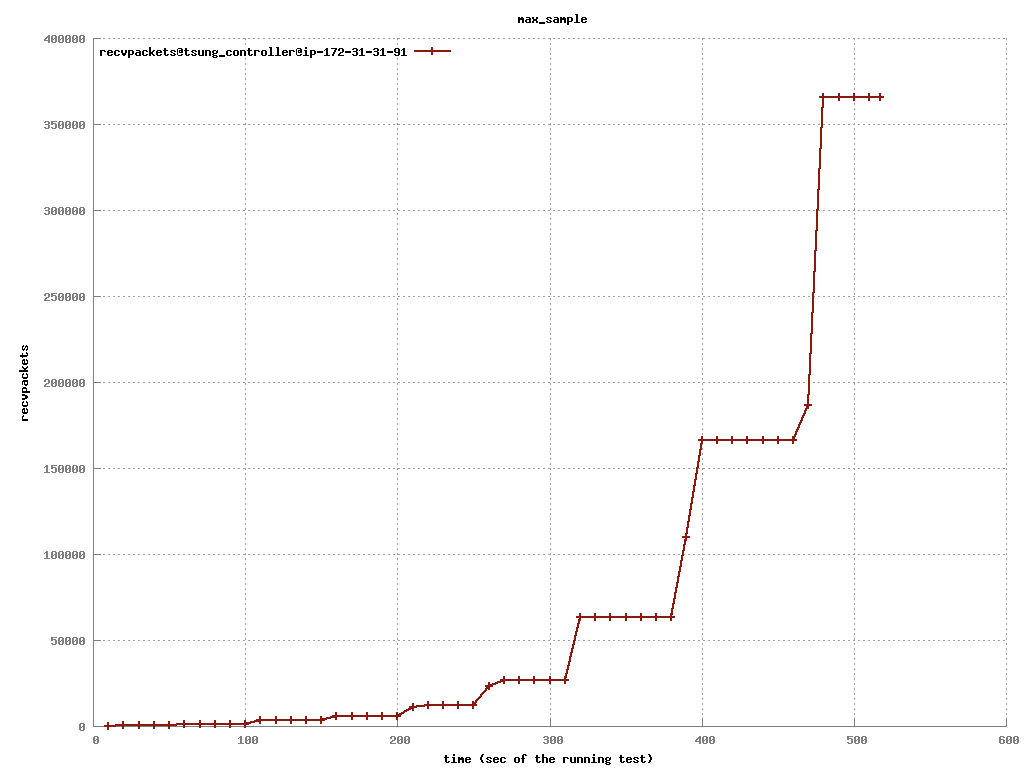 max_sample
recvpackets@tsung_controller@ip-172-31-31-91
400000
350000
300000
250000
200000
150000
100000
50000
0
recvpackets
0 100 200 300 400 500 600
time (sec of the running test)